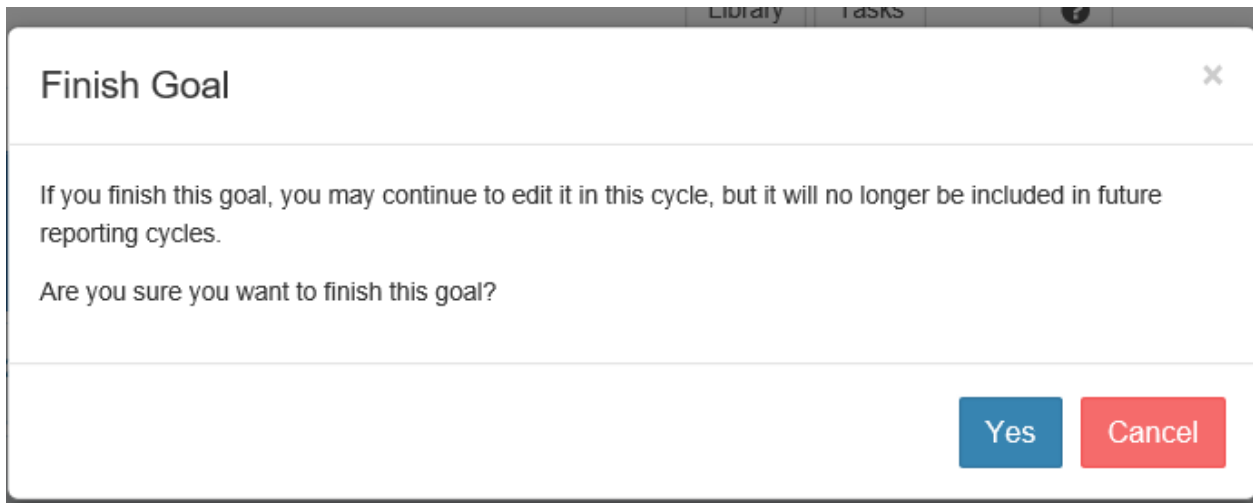 Library Tasks ?
Finish Goal ×
If you finish this goal, you may continue to edit it in this cycle, but it will no longer be included in future
reporting cycles.
Are you sure you want to finish this goal?
Yes Cancel